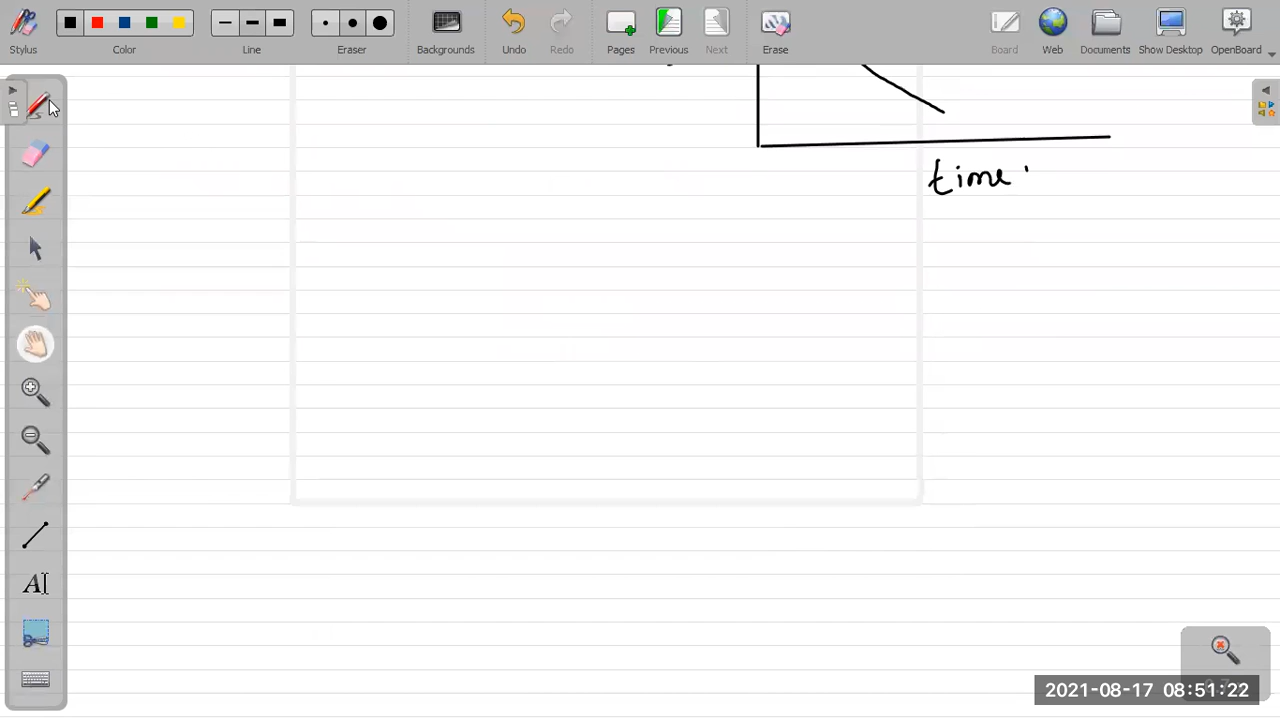 Stylus
Color
Line
Eraser
Backgrounds
Undo
Redo
Pages
Previous
Next
Erase
Board
Web
Documents
Show Desktop
OpenBoard
time
2021-08-17 08:51:22